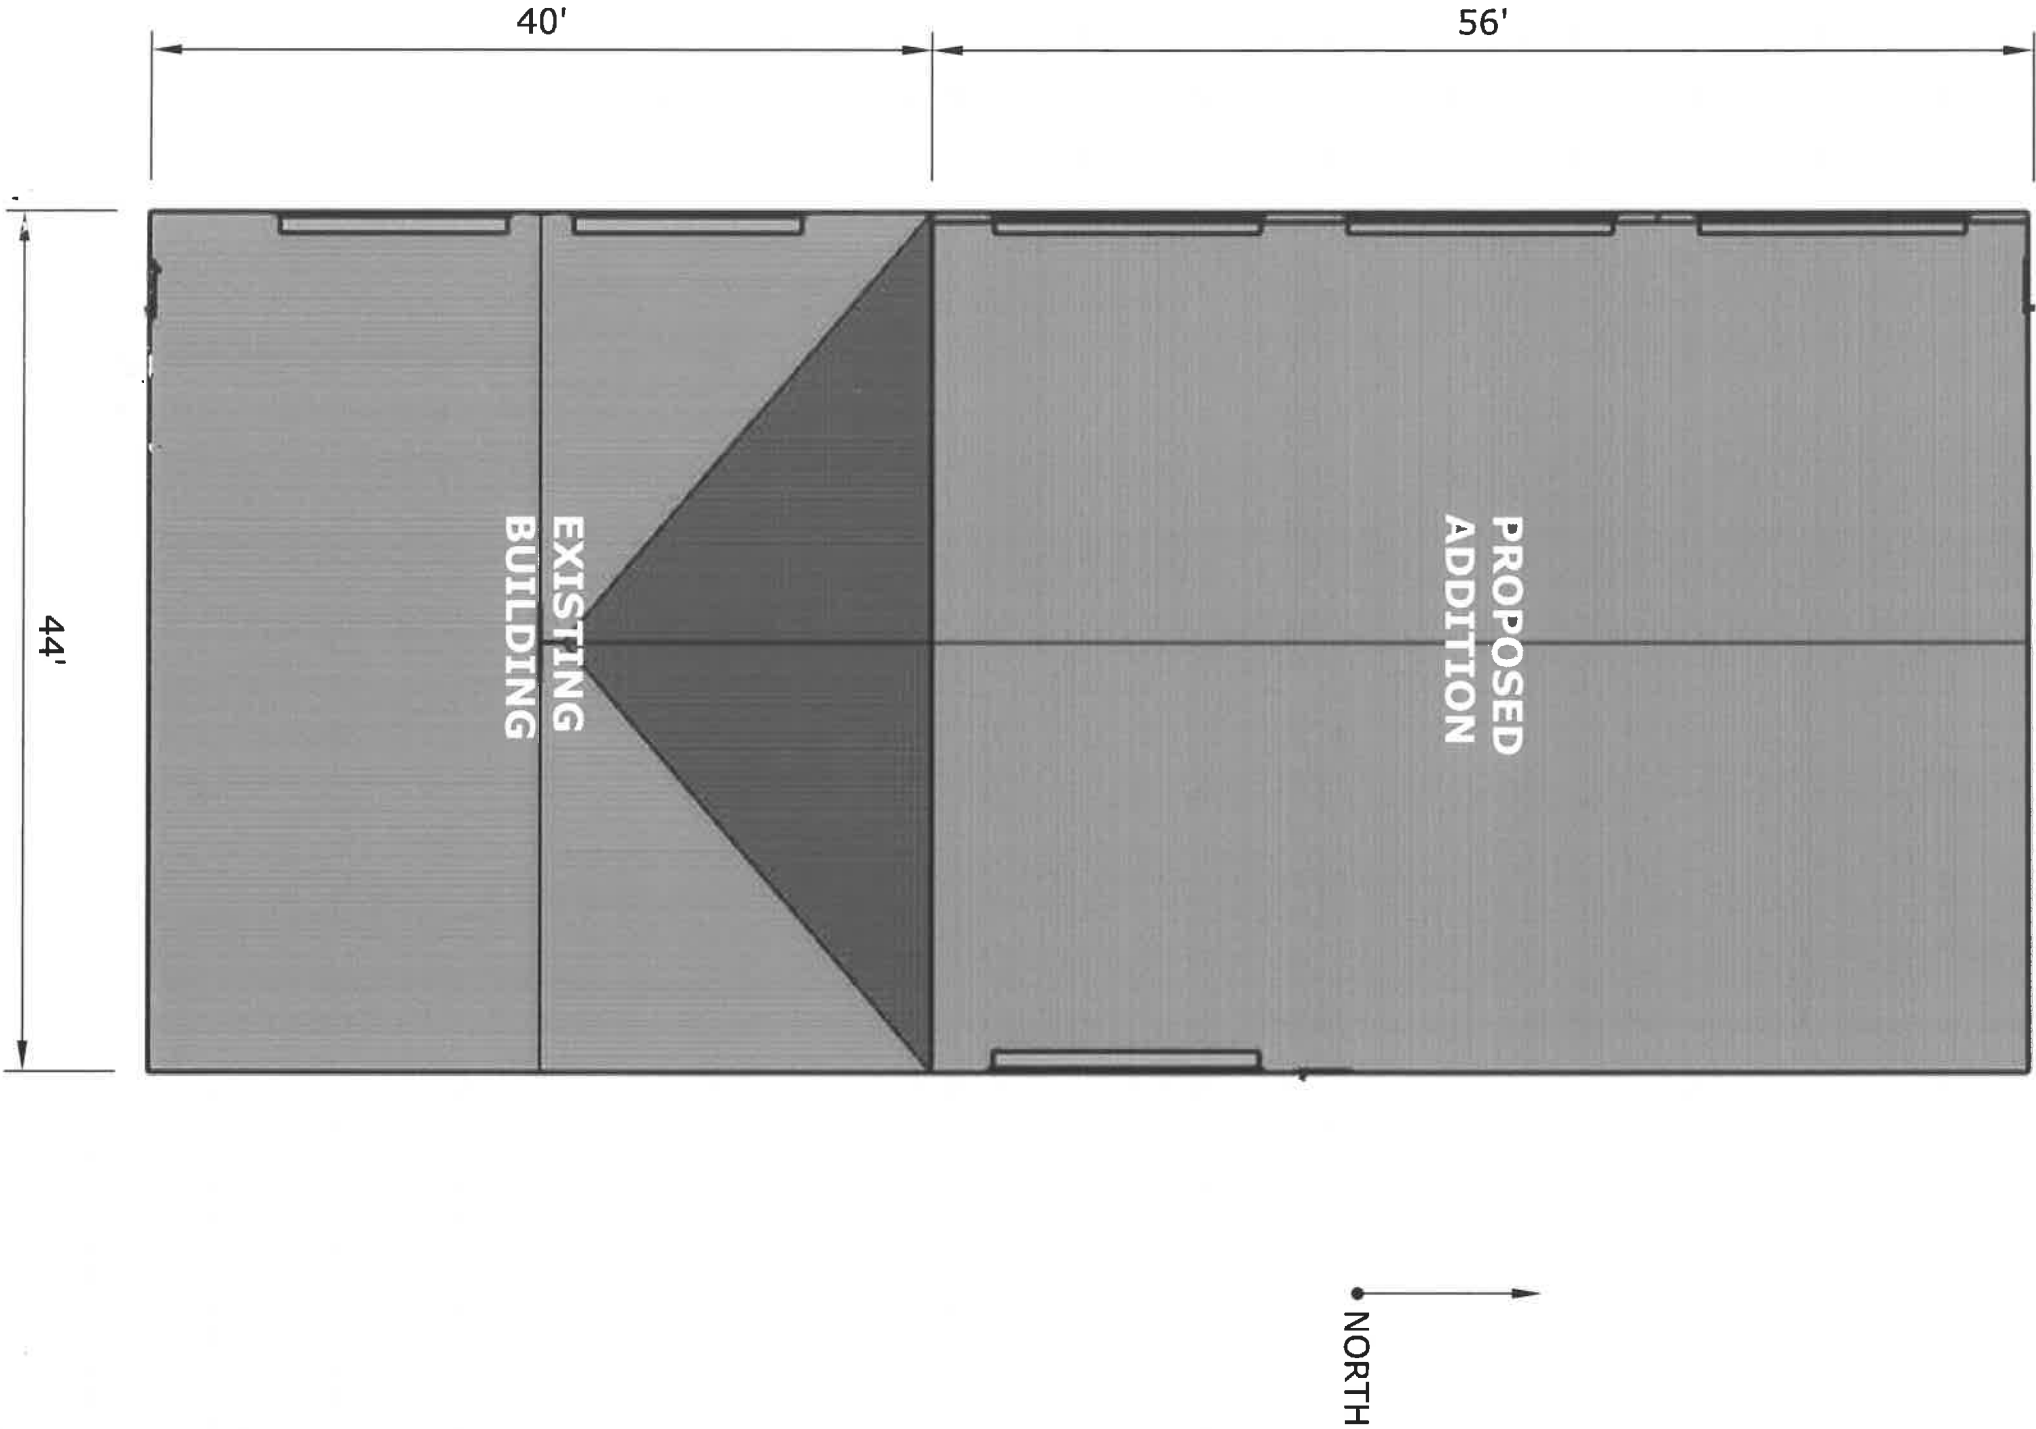 40'
56'
44'
EXISTING
BUILDING
PROPOSED
ADDITION
NORTH